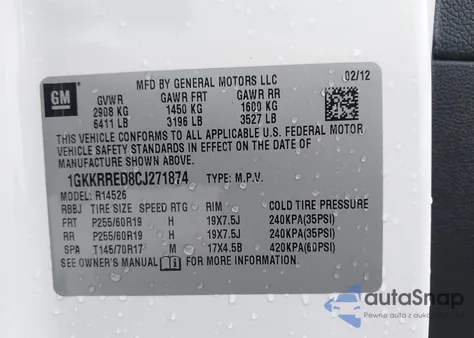 GM
MFD BY GENERAL MOTORS LLC 02/12
GVWR GAWR FRT GAWR RR
2908 KG 1450 KG 1600 KG
6411 LB 3196 LB 3527 LB
THIS VEHICLE CONFORMS TO ALL APPLICABLE U.S. FEDERAL MOTOR
VEHICLE SAFETY STANDARDS IN EFFECT ON THE DATE OF
MANUFACTURE SHOWN ABOVE.
1GKKRRED8CJ271874 TYPE: M.P.V.
MODEL: R14526
RBBJ TIRE SIZE SPEED RTG RIM COLD TIRE PRESSURE
FRT P255/60R19 H 19X7.5J 240KPA(35PSI)
RR P255/60R19 H 19X7.5J 240KPA(35PSI)
SPA T145/70R17 M 17X4.5B 420KPA(60PSI)
SEE OWNER'S MANUAL FOR MORE INFORMATION.
autoSnap
Pewne auta z aukcji